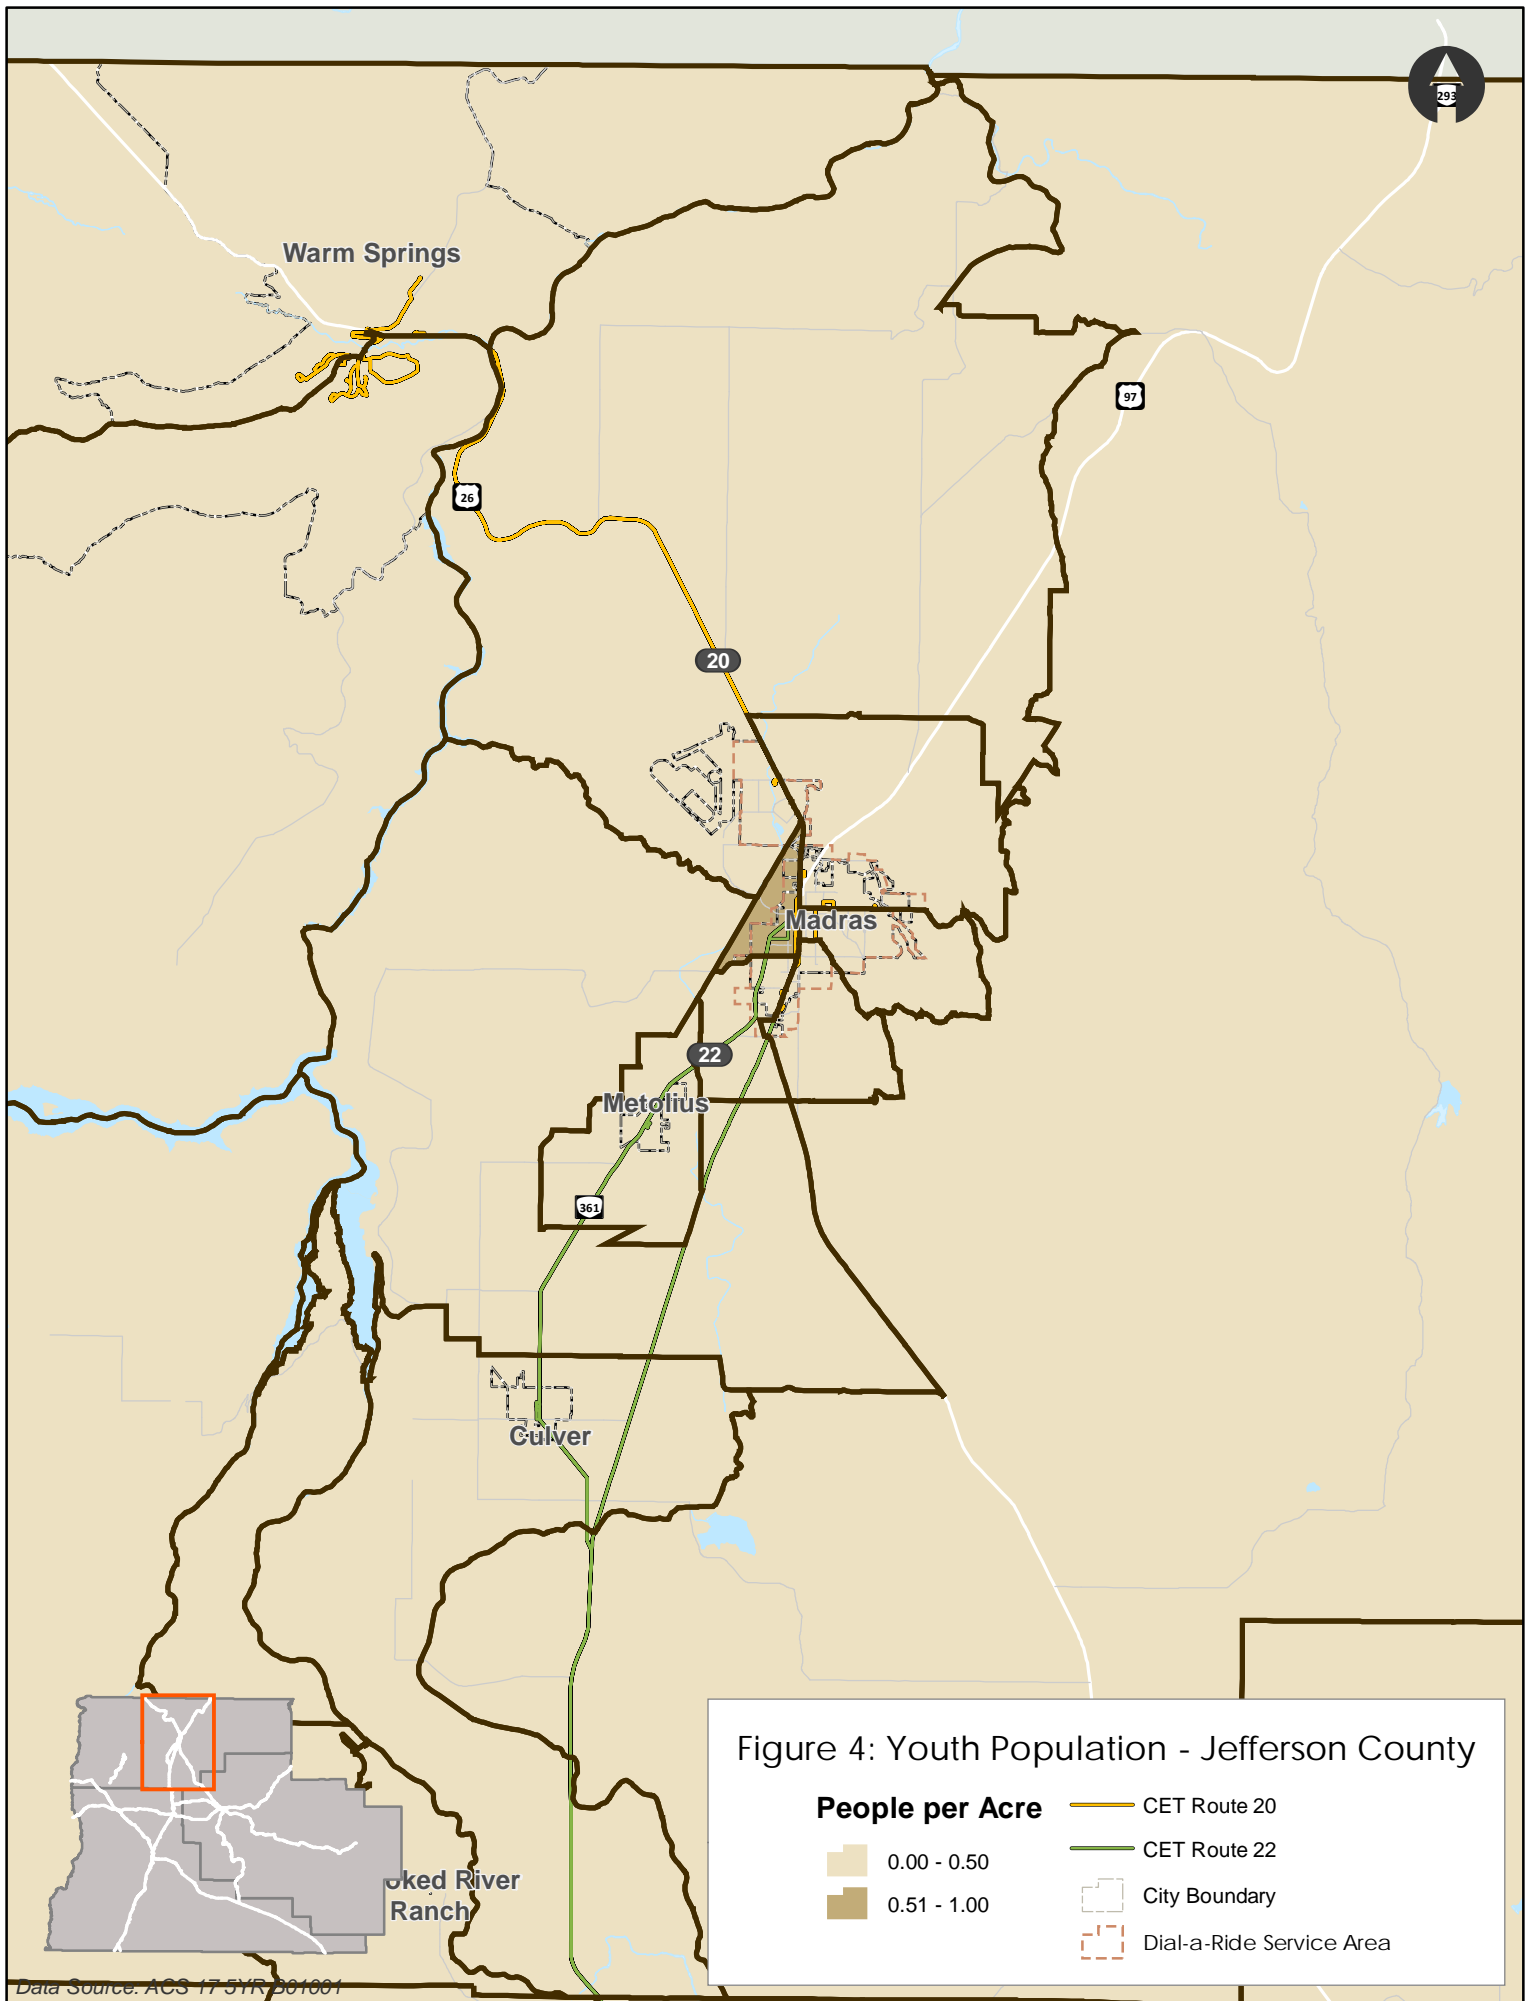 293
Warm Springs
97
26
20
Madras
22
Metolius
361
Culver
Figure 4: Youth Population - Jefferson County
People per Acre
0.00 - 0.50
0.51 - 1.00
CET Route 20
CET Route 22
City Boundary
Dial-a-Ride Service Area
oked River
Ranch
Data Source: ACS 17 5YR B01001